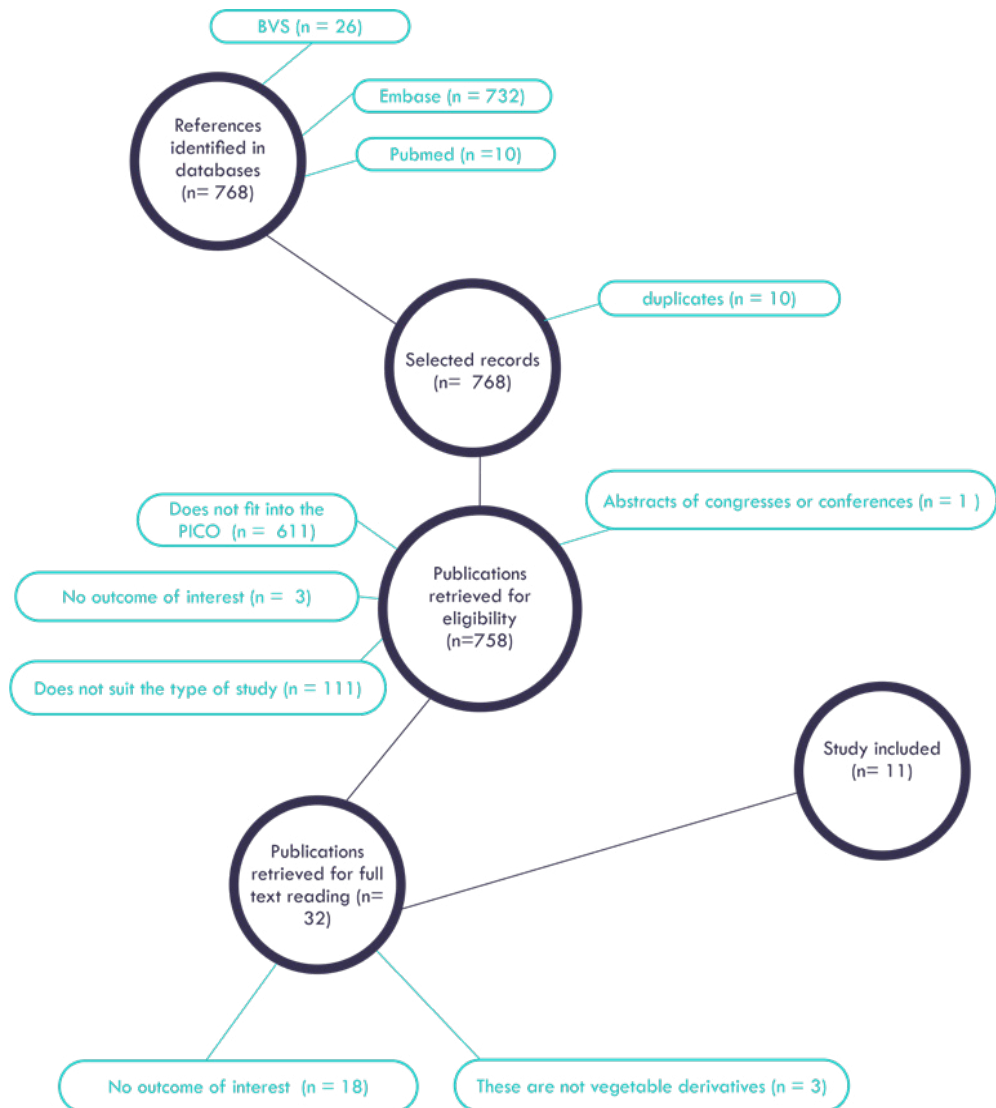 BVS (n = 26)
Embase (n = 732)
Pubmed (n =10)
References
identified in
databases
(n= 768)
duplicates (n = 10)
Selected records
(n=  768)
Does not fit into the
PICO  (n =  611)
Abstracts of congresses or conferences (n = 1 )
No outcome of interest (n =  3)
Publications
retrieved for
eligibility
(n=758)
Does not suit the type of study (n = 111)
Study included
(n= 11)
Publications
retrieved for full
text reading (n=
32)
No outcome of interest  (n = 18)
These are not vegetable derivatives (n = 3)